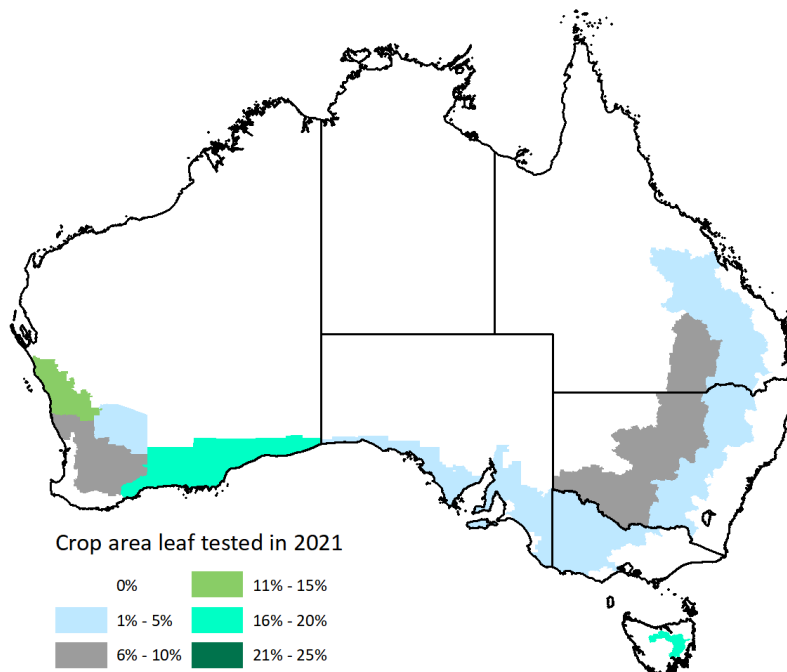 Crop area leaf tested in 2021
0%
11% - 15%
1% - 5%
16% - 20%
6% - 10%
21% - 25%